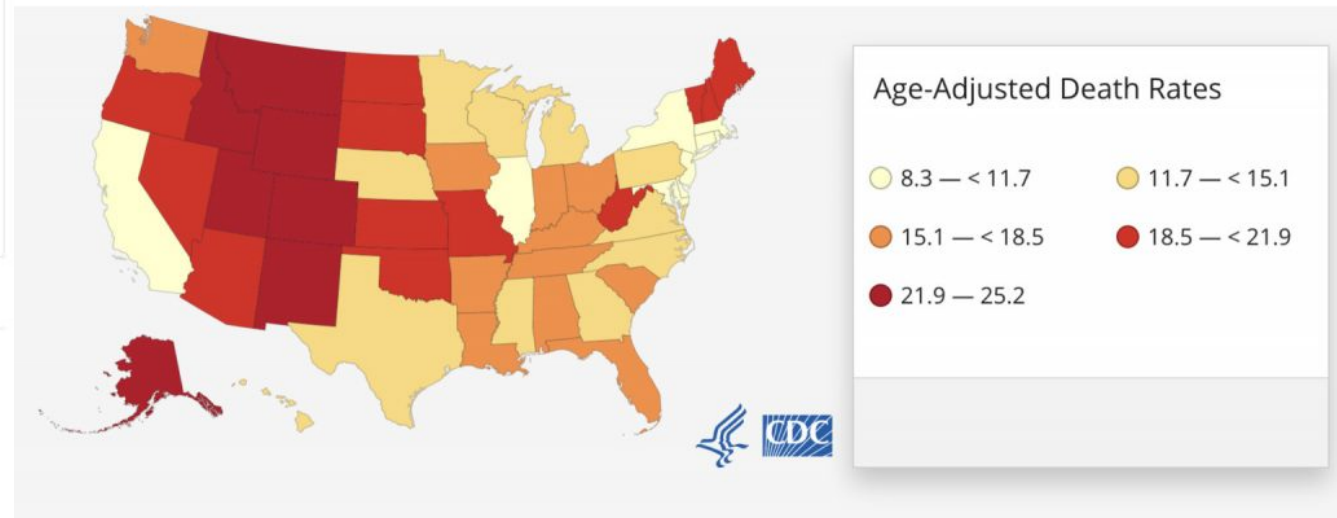 Age-Adjusted Death Rates
8.3 — < 11.7
11.7 — < 15.1
15.1 — < 18.5
18.5 — < 21.9
21.9 — 25.2
CDC